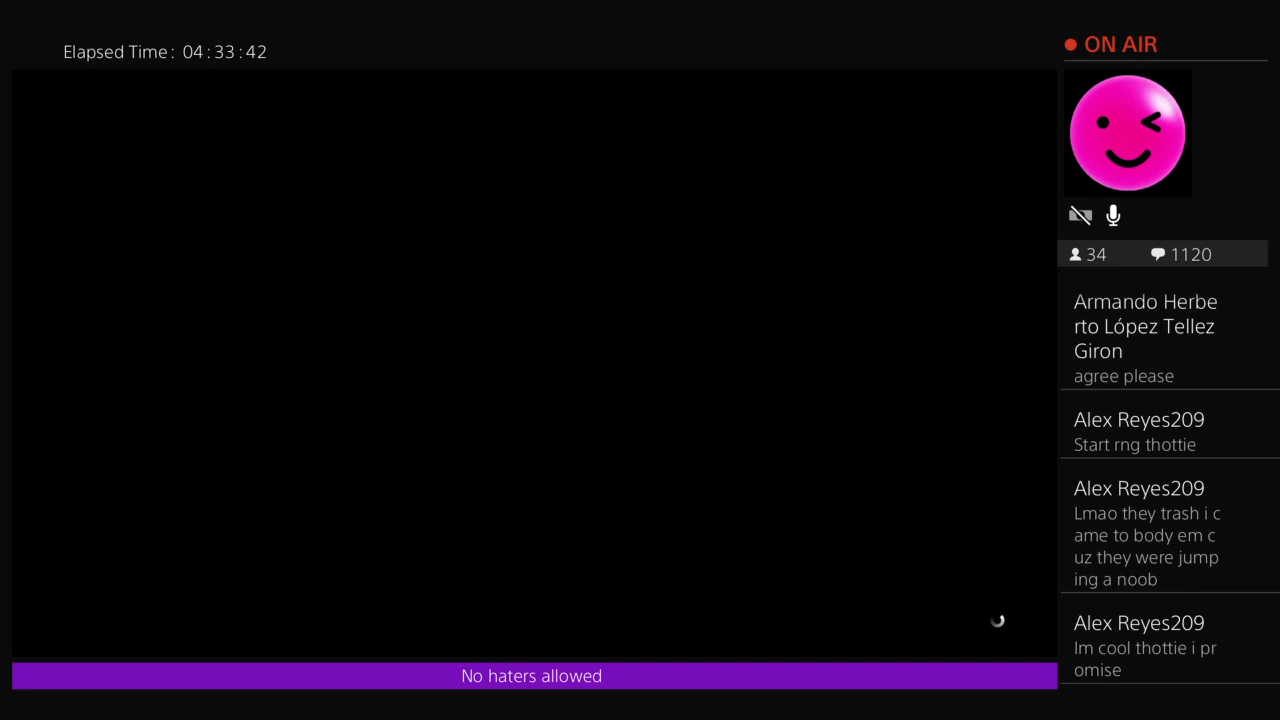 Elapsed Time: 04:33:42
ON AIR
34 1120
Armando Herbe
rto López Tellez
Giron
agree please
Alex Reyes209
Start rng thottie
Alex Reyes209
Lmao they trash i c
ame to body em c
uz they were jump
ing a noob
Alex Reyes209
Im cool thottie i pr
omise
No haters allowed